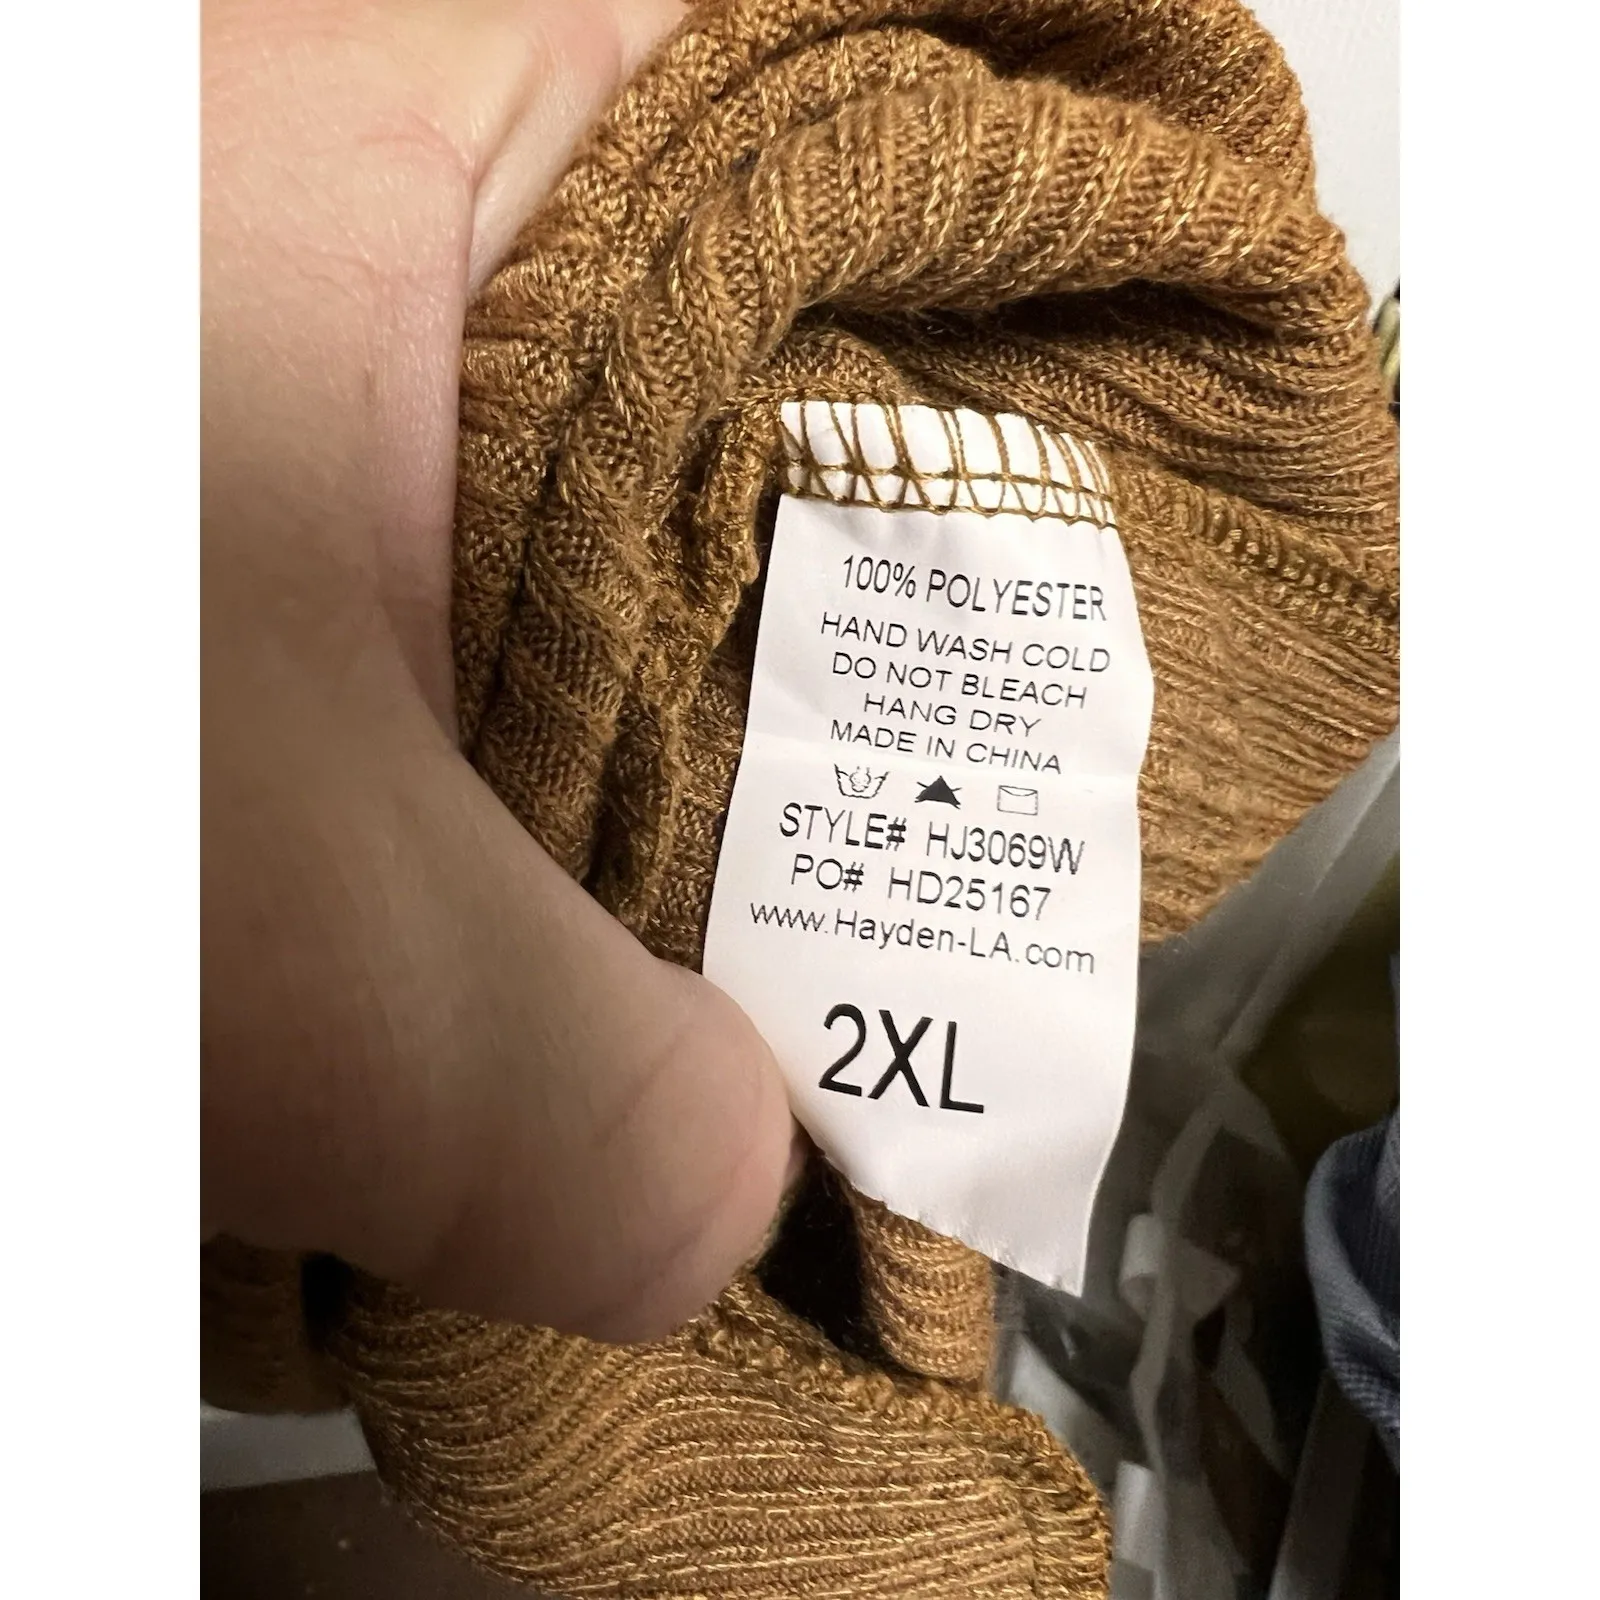 100% POLYESTER
HAND WASH COLD
DO NOT BLEACH
HANG DRY
MADE IN CHINA
STYLE# HJ3069W
PO# HD25167
www.Hayden-LA.com
2XL